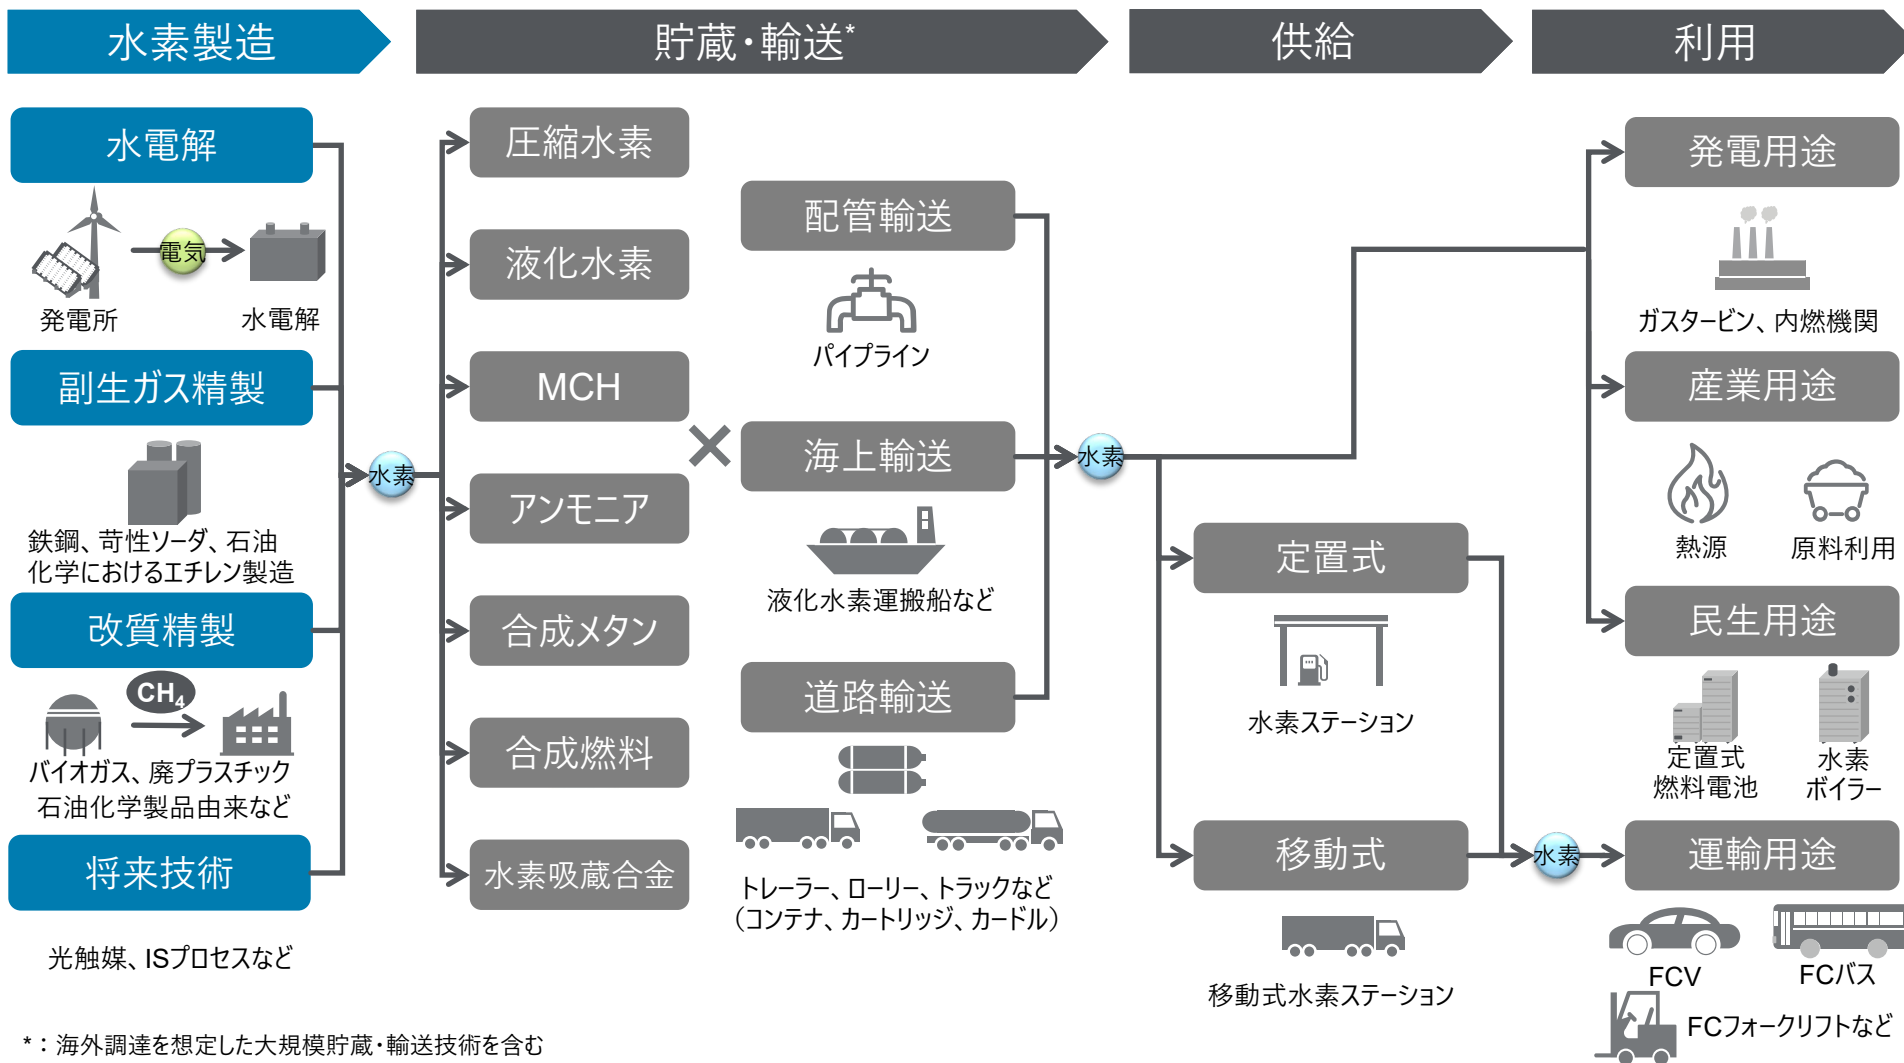 水素製造
貯蔵・輸送*
供給
利用
水電解
電気
発電所
水電解
副生ガス精製
鉄鋼、苛性ソーダ、石油
化学におけるエチレン製造
改質精製
CH4
バイオガス、廃プラスチック
石油化学製品由来など
将来技術
光触媒、ISプロセスなど
水素
圧縮水素
液化水素
MCH
アンモニア
合成メタン
合成燃料
水素吸蔵合金
配管輸送
パイプライン
海上輸送
液化水素運搬船など
道路輸送
トレーラー、ローリー、トラックなど
（コンテナ、カートリッジ、カードル）
水素
定置式
水素ステーション
移動式
移動式水素ステーション
水素
発電用途
ガスタービン、内燃機関
産業用途
熱源
原料利用
民生用途
定置式
燃料電池
水素
ボイラー
運輸用途
FCV
FCバス
FCフォークリフトなど
*：海外調達を想定した大規模貯蔵・輸送技術を含む